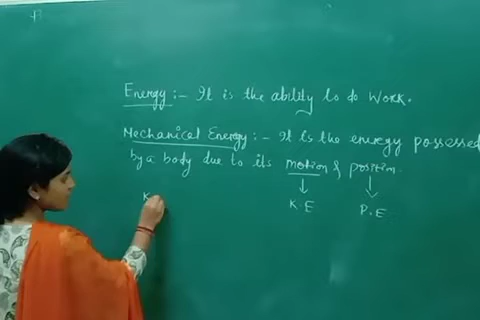 Energy :- It is the ability to do work.
Mechanical Energy :- It is the energy possessed
by a body due to its motion & position.
K.E P.E
K